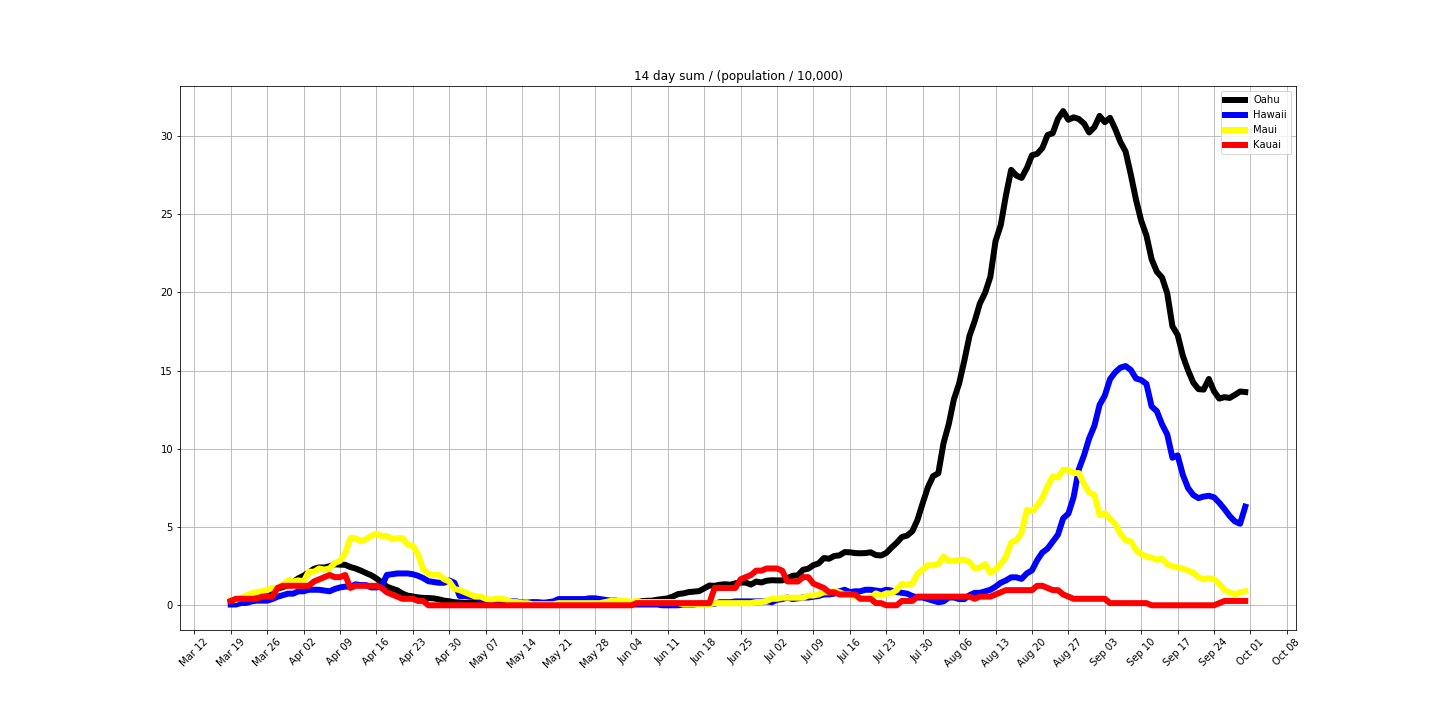 14 day sum / (population / 10,000)
Oahu
Hawaii
Maui
Kauai
30
25
20
15
10
5
0
Mar 12
Mar 19
Mar 26
Apr 02
Apr 09
Apr 16
Apr 23
Apr 30
May 07
May 14
May 21
May 28
Jun 04
Jun 11
Jun 18
Jun 25
Jul 02
Jul 09
Jul 16
Jul 23
Jul 30
Aug 06
Aug 13
Aug 20
Aug 27
Sep 03
Sep 10
Sep 17
Sep 24
Oct 01
Oct 08